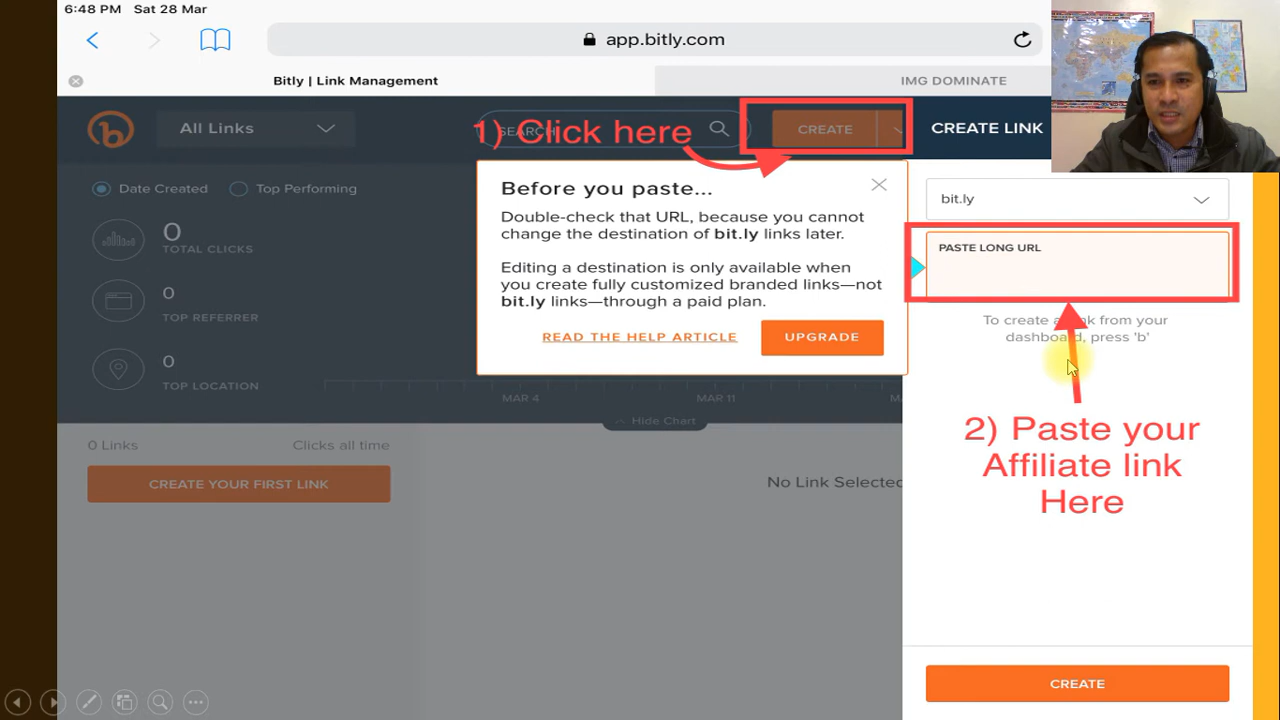 6:48 PM Sat 28 Mar
app.bitly.com
Bitly | Link Management
IMG DOMINATE
All Links
SEARCH
1) Click here
CREATE
CREATE LINK
Date Created
Top Performing
0
TOTAL CLICKS
0
TOP REFERRER
0
TOP LOCATION
Before you paste...
Double-check that URL, because you cannot
change the destination of bit.ly links later.
Editing a destination is only available when
you create fully customized branded links—not
bit.ly links—through a paid plan.
READ THE HELP ARTICLE
UPGRADE
MAR 4
MAR 11
Hide Chart
0 Links
Clicks all time
CREATE YOUR FIRST LINK
No Link Selected
bit.ly
PASTE LONG URL
To create a link from your
dashboard, press 'b'
2) Paste your
Affiliate link
Here
CREATE